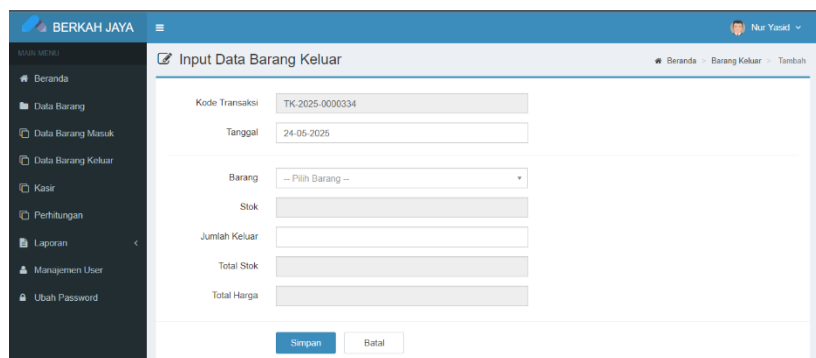 BERKAH JAYA
Nur Yasid
MAIN MENU
Beranda
Data Barang
Data Barang Masuk
Data Barang Keluar
Kasir
Perhitungan
Laporan
Manajemen User
Ubah Password
Input Data Barang Keluar
Beranda > Barang Keluar > Tambah
Kode Transaksi TK-2025-0000334
Tanggal 24-05-2025
Barang -- Pilih Barang --
Stok
Jumlah Keluar
Total Stok
Total Harga
Simpan Batal